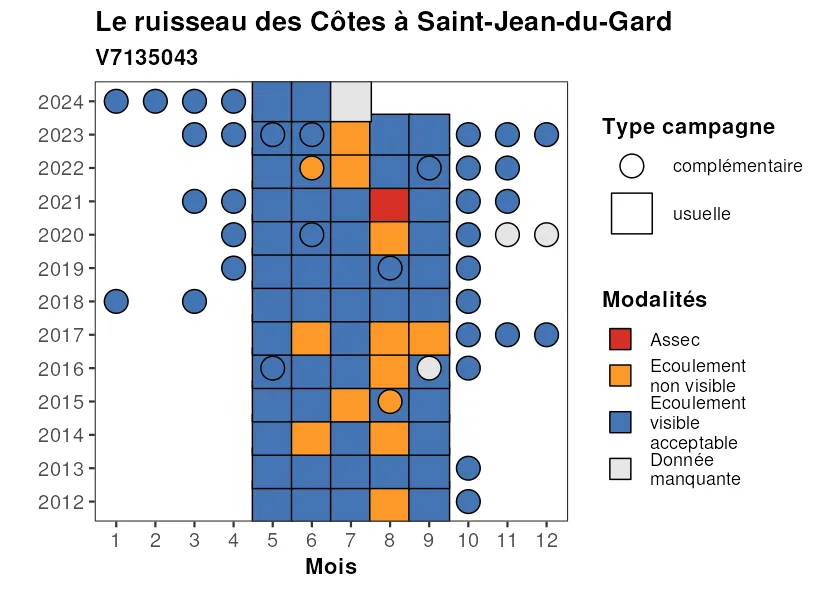 Le ruisseau des Côtes à Saint-Jean-du-Gard
V7135043
2024
2023
2022
2021
2020
2019
2018
2017
2016
2015
2014
2013
2012
1 2 3 4 5 6 7 8 9 10 11 12
Mois
Type campagne
complémentaire
usuelle
Modalités
Assec
Ecoulement
non visible
Ecoulement
visible
acceptable
Donnée
manquante